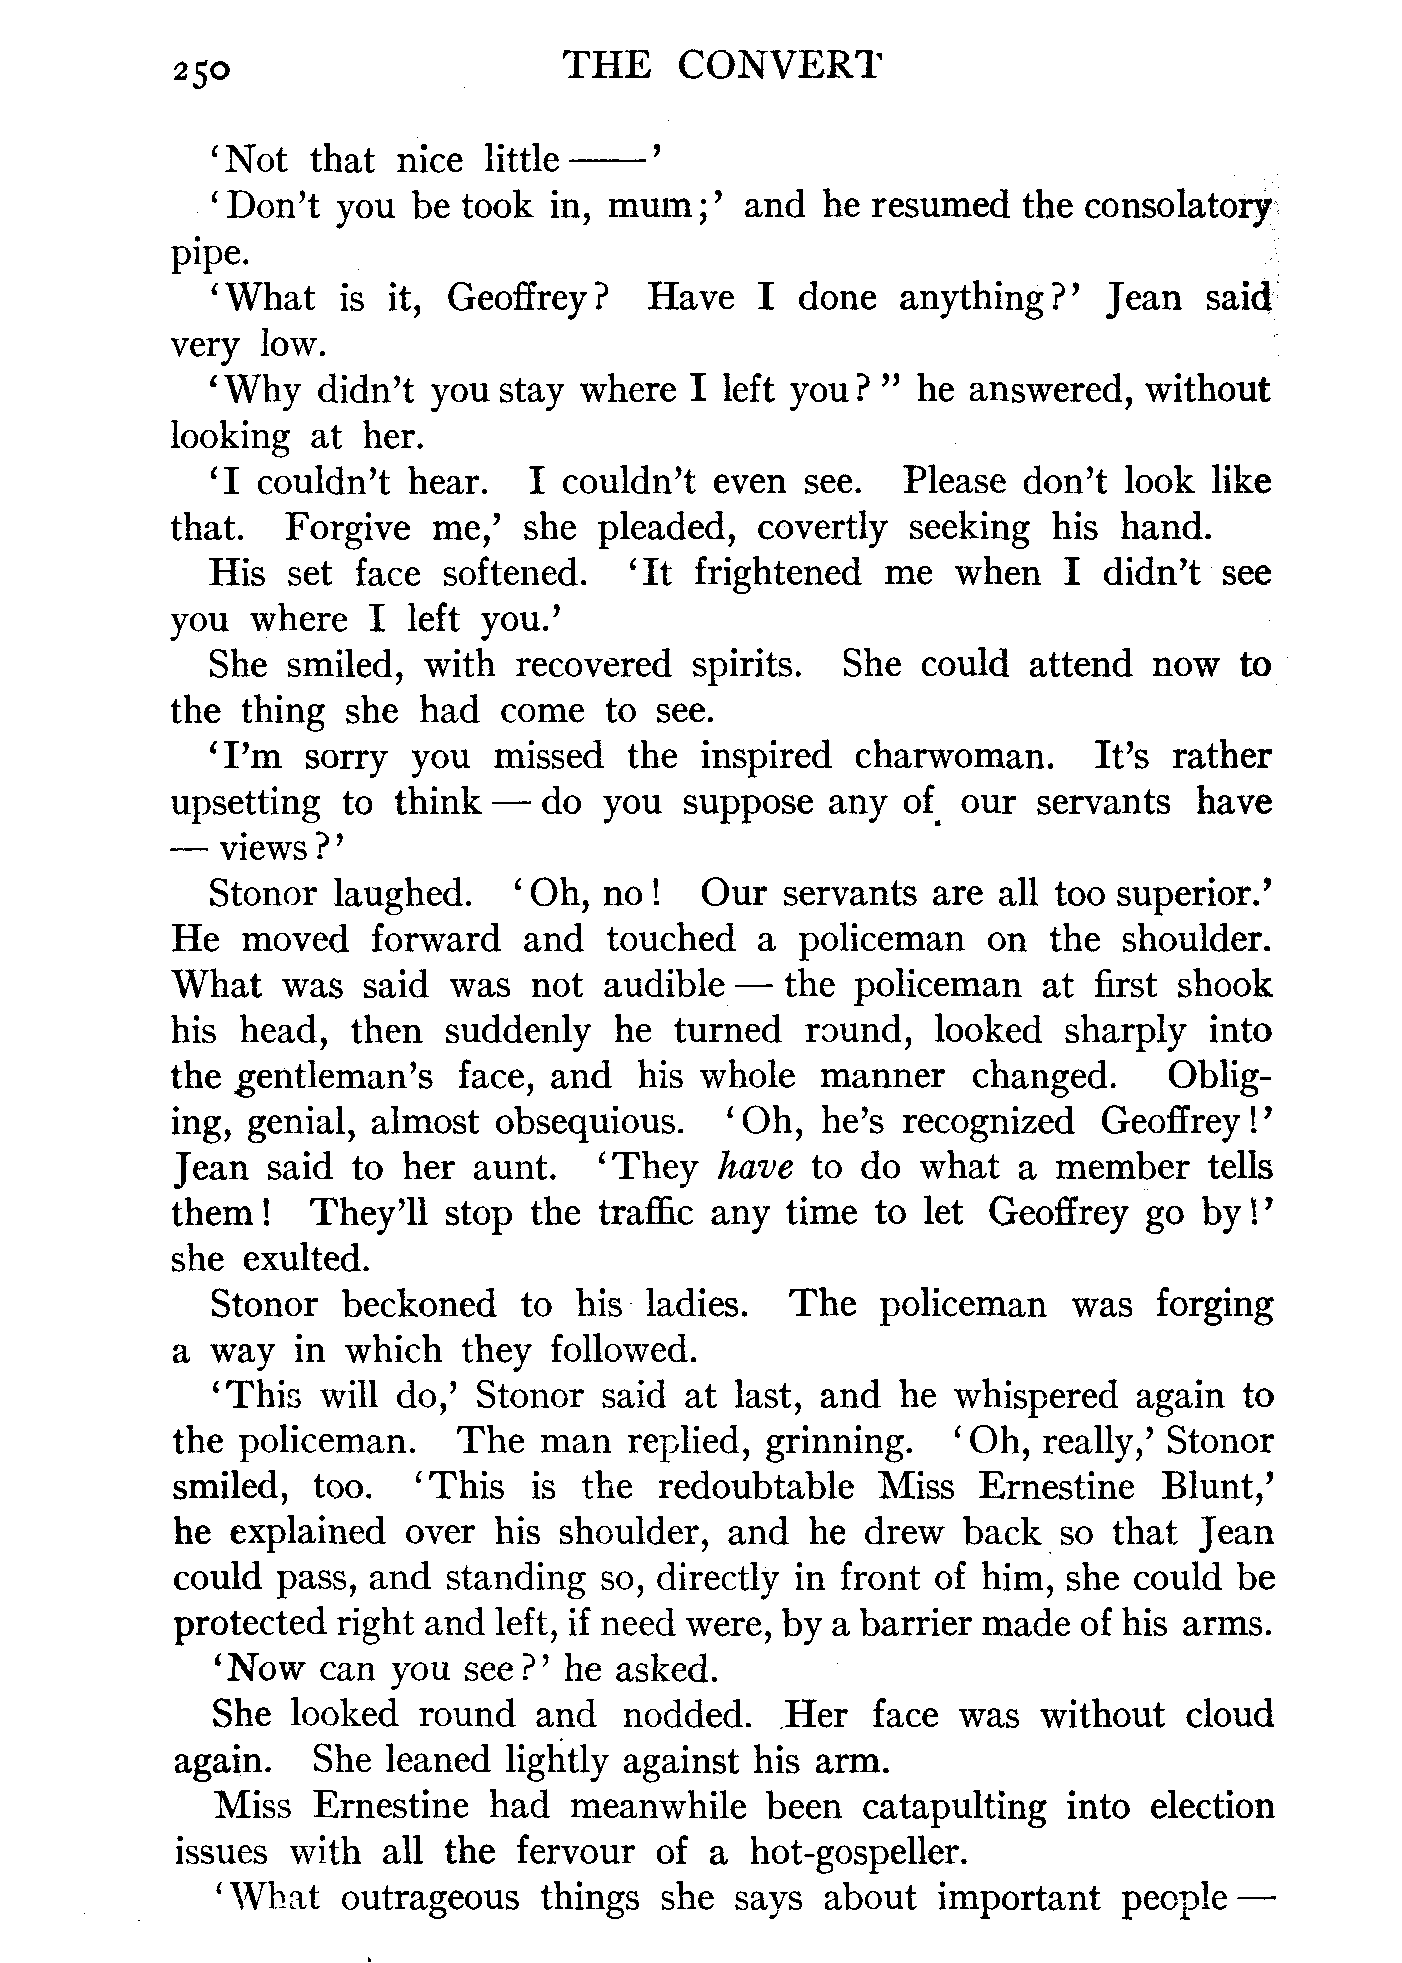 250 THE CONVERT
‘Not that nice little——’
‘Don’t you be took in, mum;’ and he resumed the consolatory
pipe.
‘What is it, Geoffrey? Have I done anything?’ Jean said
very low.
‘Why didn’t you stay where I left you?” he answered, without
looking at her.
‘I couldn’t hear. I couldn’t even see. Please don’t look like
that. Forgive me,’ she pleaded, covertly seeking his hand.
His set face softened. ‘It frightened me when I didn’t see
you where I left you.’
She smiled, with recovered spirits. She could attend now to
the thing she had come to see.
‘I’m sorry you missed the inspired charwoman. It’s rather
upsetting to think — do you suppose any of our servants have
— views?’
Stonor laughed. ‘Oh, no! Our servants are all too superior.’
He moved forward and touched a policeman on the shoulder.
What was said was not audible — the policeman at first shook
his head, then suddenly he turned round, looked sharply into
the gentleman’s face, and his whole manner changed. Oblig-
ing, genial, almost obsequious. ‘Oh, he’s recognized Geoffrey!’
Jean said to her aunt. ‘They have to do what a member tells
them! They’ll stop the traffic any time to let Geoffrey go by!’
she exulted.
Stonor beckoned to his ladies. The policeman was forging
a way in which they followed.
‘This will do,’ Stonor said at last, and he whispered again to
the policeman. The man replied, grinning. ‘Oh, really,’ Stonor
smiled, too. ‘This is the redoubtable Miss Ernestine Blunt,’
he explained over his shoulder, and he drew back so that Jean
could pass, and standing so, directly in front of him, she could be
protected right and left, if need were, by a barrier made of his arms.
‘Now can you see?’ he asked.
She looked round and nodded. Her face was without cloud
again. She leaned lightly against his arm.
Miss Ernestine had meanwhile been catapulting into election
issues with all the fervour of a hot-gospeller.
‘What outrageous things she says about important people —